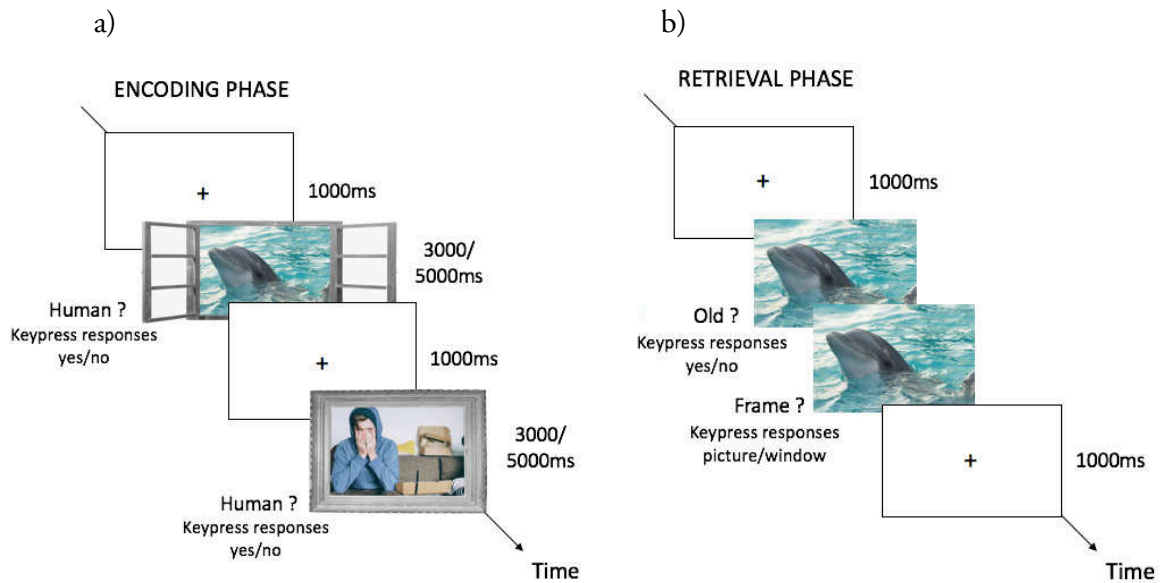 a)
ENCODING PHASE
+
1000ms
3000/
5000ms
Human ?
Keypress responses
yes/no
+
1000ms
3000/
5000ms
Human ?
Keypress responses
yes/no
Time
b)
RETRIEVAL PHASE
+
1000ms
Old ?
Keypress responses
yes/no
Frame ?
Keypress responses
picture/window
+
1000ms
Time